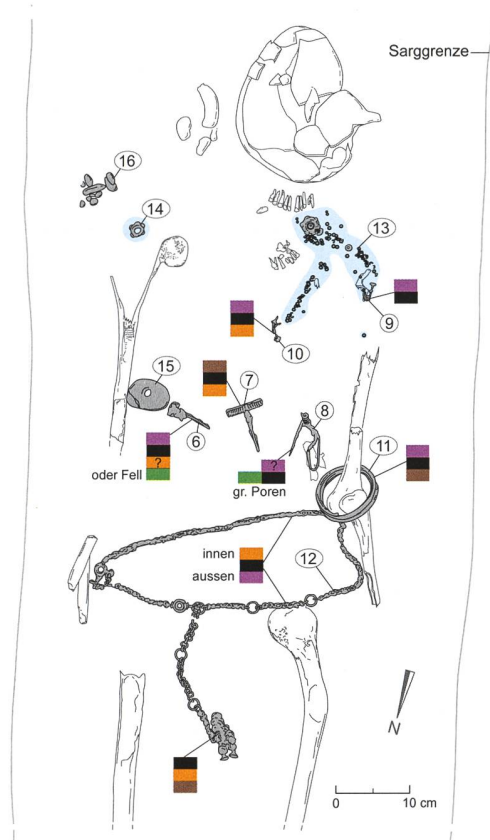 Sarggrenze
16
14
13
9
10
15
7
8
6
?
oder Fell
?
gr. Poren
11
innen
aussen
12
N
0 10 cm